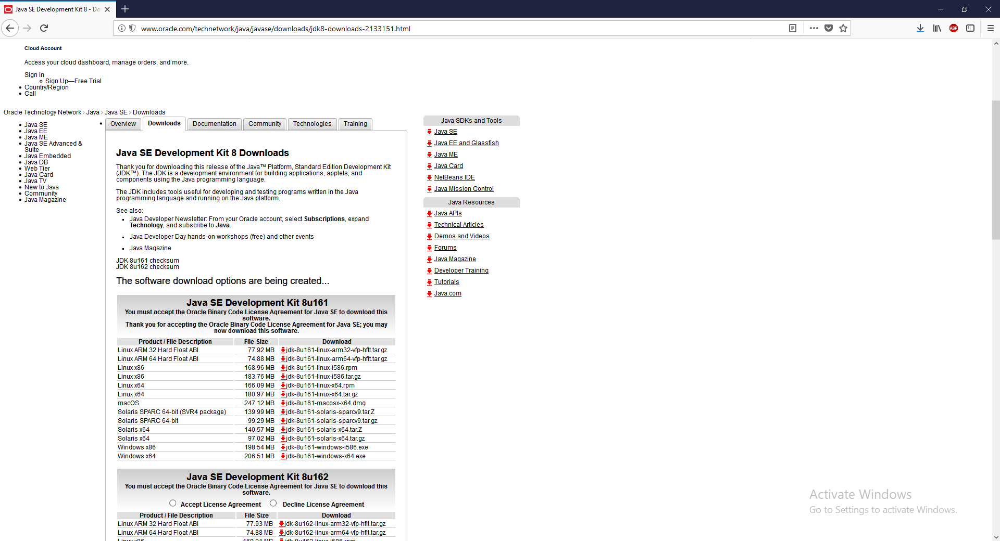 Java SE Development Kit 8 - Do
www.oracle.com/technetwork/java/javase/downloads/jdk8-downloads-2133151.html
ABP
Cloud Account
Access your cloud dashboard, manage orders, and more.
Sign In
Sign Up—Free Trial
Country/Region
Call
Oracle Technology Network > Java > Java SE > Downloads
Java SE
Java EE
Java ME
Java SE Advanced &
Suite
Java Embedded
Java DB
Web Tier
Java Card
Java TV
New to Java
Community
Java Magazine
Overview Downloads Documentation Community Technologies Training
Java SE Development Kit 8 Downloads
Thank you for downloading this release of the Java™ Platform, Standard Edition Development Kit
(JDK™). The JDK is a development environment for building applications, applets, and
components using the Java programming language.
The JDK includes tools useful for developing and testing programs written in the Java
programming language and running on the Java platform.
See also:
Java Developer Newsletter: From your Oracle account, select Subscriptions, expand
Technology, and subscribe to Java.
Java Developer Day hands-on workshops (free) and other events
Java Magazine
JDK 8u161 checksum
JDK 8u162 checksum
The software download options are being created...
Java SE Development Kit 8u161
You must accept the Oracle Binary Code License Agreement for Java SE to download this
software.
Thank you for accepting the Oracle Binary Code License Agreement for Java SE; you may
now download this software.
Product / File Description File Size Download
Linux ARM 32 Hard Float ABI 77.92 MB jdk-8u161-linux-arm32-vfp-hflt.tar.gz
Linux ARM 64 Hard Float ABI 74.88 MB jdk-8u161-linux-arm64-vfp-hflt.tar.gz
Linux x86 168.96 MB jdk-8u161-linux-i586.rpm
Linux x86 183.76 MB jdk-8u161-linux-i586.tar.gz
Linux x64 166.09 MB jdk-8u161-linux-x64.rpm
Linux x64 180.97 MB jdk-8u161-linux-x64.tar.gz
macOS 247.12 MB jdk-8u161-macosx-x64.dmg
Solaris SPARC 64-bit (SVR4 package) 139.99 MB jdk-8u161-solaris-sparcv9.tar.Z
Solaris SPARC 64-bit 99.29 MB jdk-8u161-solaris-sparcv9.tar.gz
Solaris x64 140.57 MB jdk-8u161-solaris-x64.tar.Z
Solaris x64 97.02 MB jdk-8u161-solaris-x64.tar.gz
Windows x86 198.54 MB jdk-8u161-windows-i586.exe
Windows x64 206.51 MB jdk-8u161-windows-x64.exe
Java SE Development Kit 8u162
You must accept the Oracle Binary Code License Agreement for Java SE to download this
software.
Accept License Agreement Decline License Agreement
Product / File Description File Size Download
Linux ARM 32 Hard Float ABI 77.93 MB jdk-8u162-linux-arm32-vfp-hflt.tar.gz
Linux ARM 64 Hard Float ABI 74.88 MB jdk-8u162-linux-arm64-vfp-hflt.tar.gz
Java SDKs and Tools
Java SE
Java EE and Glassfish
Java ME
Java Card
NetBeans IDE
Java Mission Control
Java Resources
Java APIs
Technical Articles
Demos and Videos
Forums
Java Magazine
Developer Training
Tutorials
Java.com
Activate Windows
Go to Settings to activate Windows.